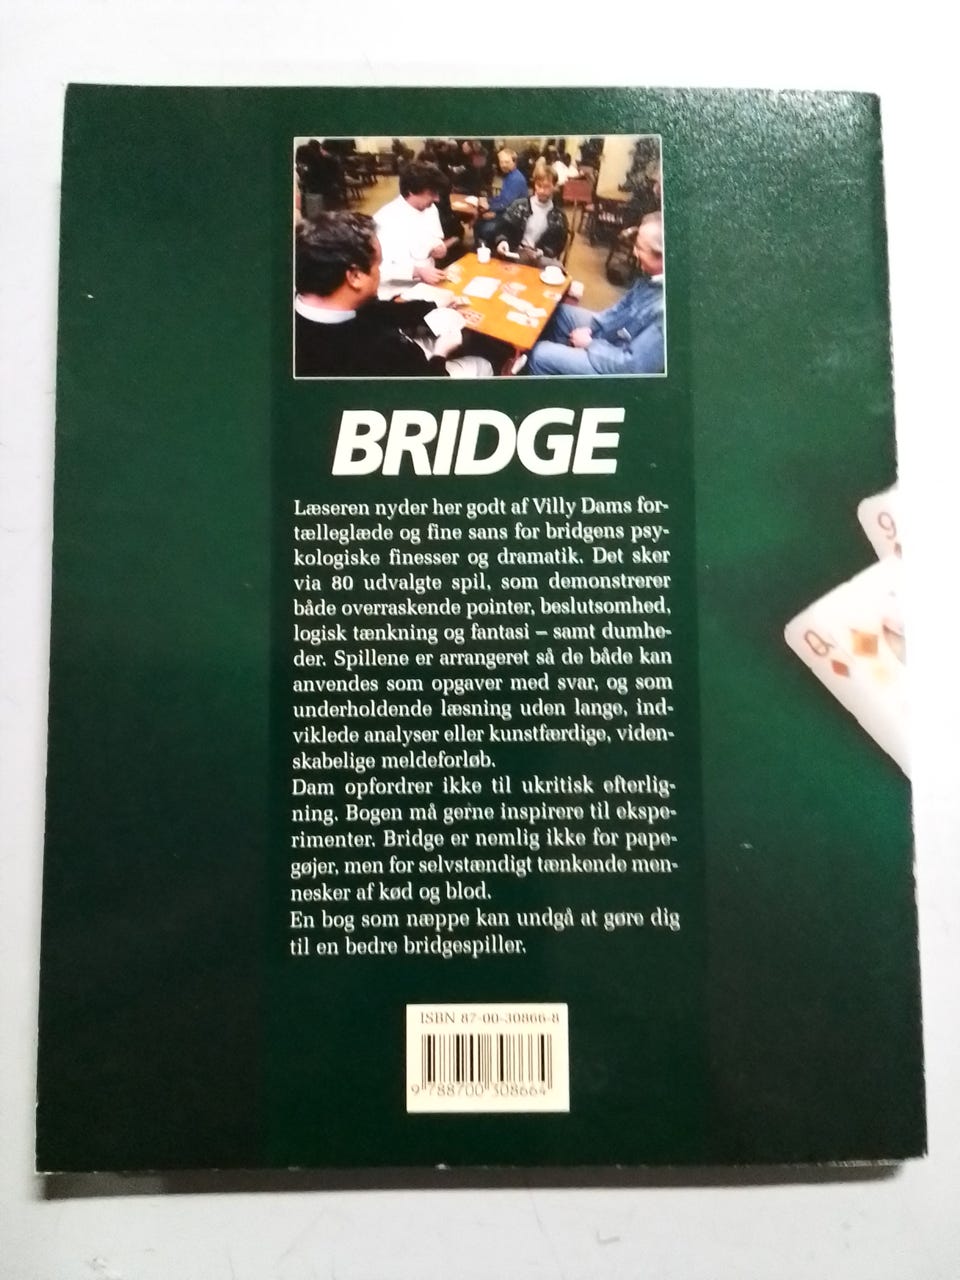 BRIDGE
Læseren nyder her godt af Villy Dams for-
tælleglæde og fine sans for bridgens psy-
kologiske finesser og dramatik. Det sker
via 80 udvalgte spil, som demonstrerer
både overraskende pointer, beslutsomhed,
logisk tænkning og fantasi – samt dumhe-
der. Spillene er arrangeret så de både kan
anvendes som opgaver med svar, og som
underholdende læsning uden lange, ind-
viklede analyser eller kunstfærdige, viden-
skabelige meldeforløb.
Dam opfordrer ikke til ukritisk efterlig-
ning. Bogen må gerne inspirere til ekspe-
rimenter. Bridge er nemlig ikke for pape-
gøjer, men for selvstændigt tænkende men-
nesker af kød og blod.
En bog som næppe kan undgå at gøre dig
til en bedre bridgespiller.
9
Q
ISBN 87-00-30866-8
9 788700 308664